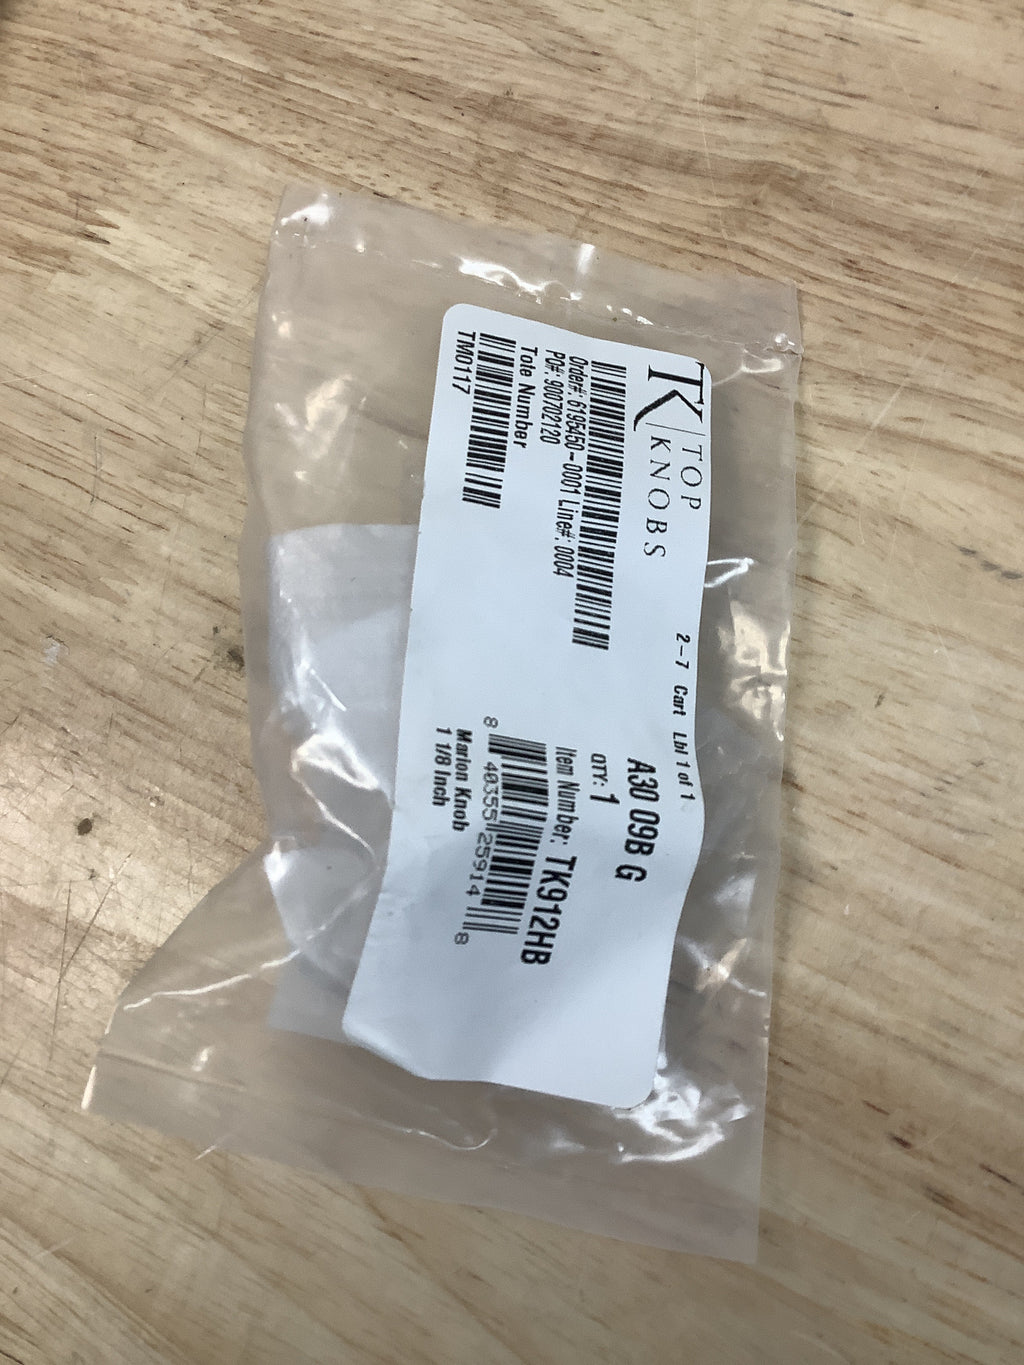 TK TOP
KNOBS
2-7 Cart Lbl 1 of 1
A30 09B G
Order#: 6195450-0001 Line#: 0004
PO#: 900702120
QTY: 1
Item Number: TK912HB
Tote Number
TM0117
8 40355 25914 8
Marion Knob
1 1/8 Inch